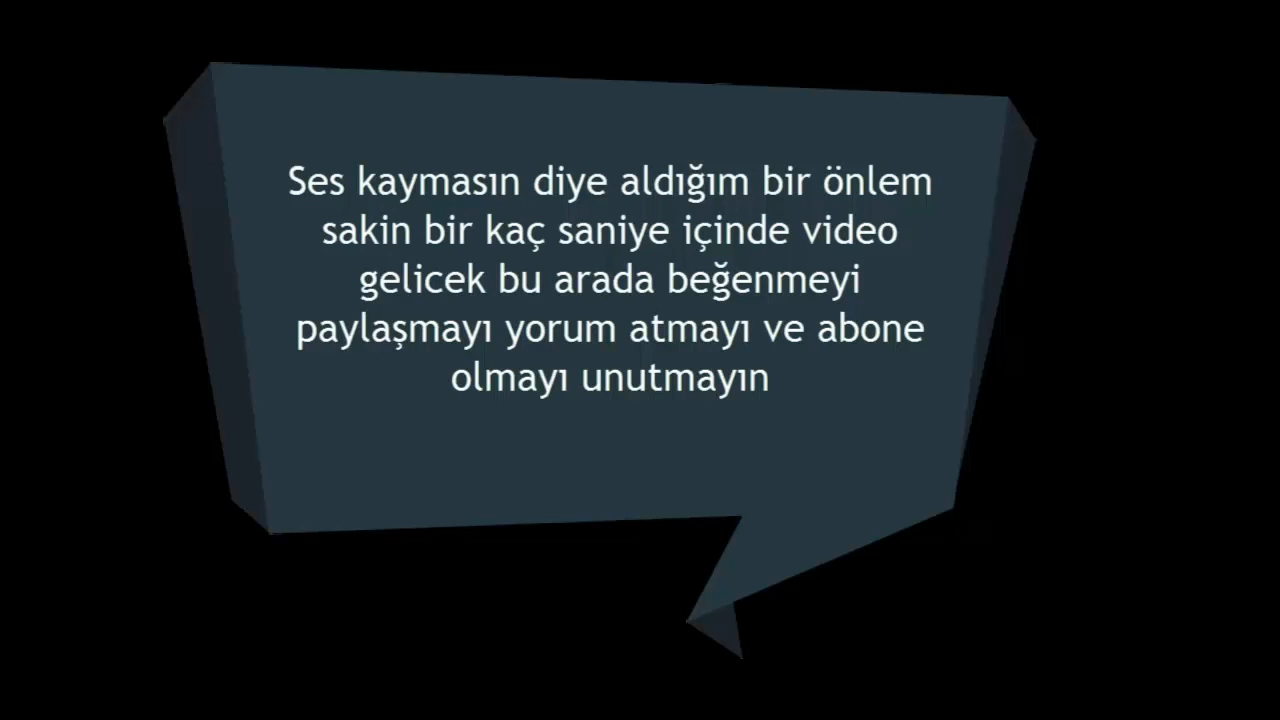 Ses kaymasın diye aldığım bir önlem
sakin bir kaç saniye içinde video
gelicek bu arada beğenmeyi
paylaşmayı yorum atmayı ve abone
olmayı unutmayın